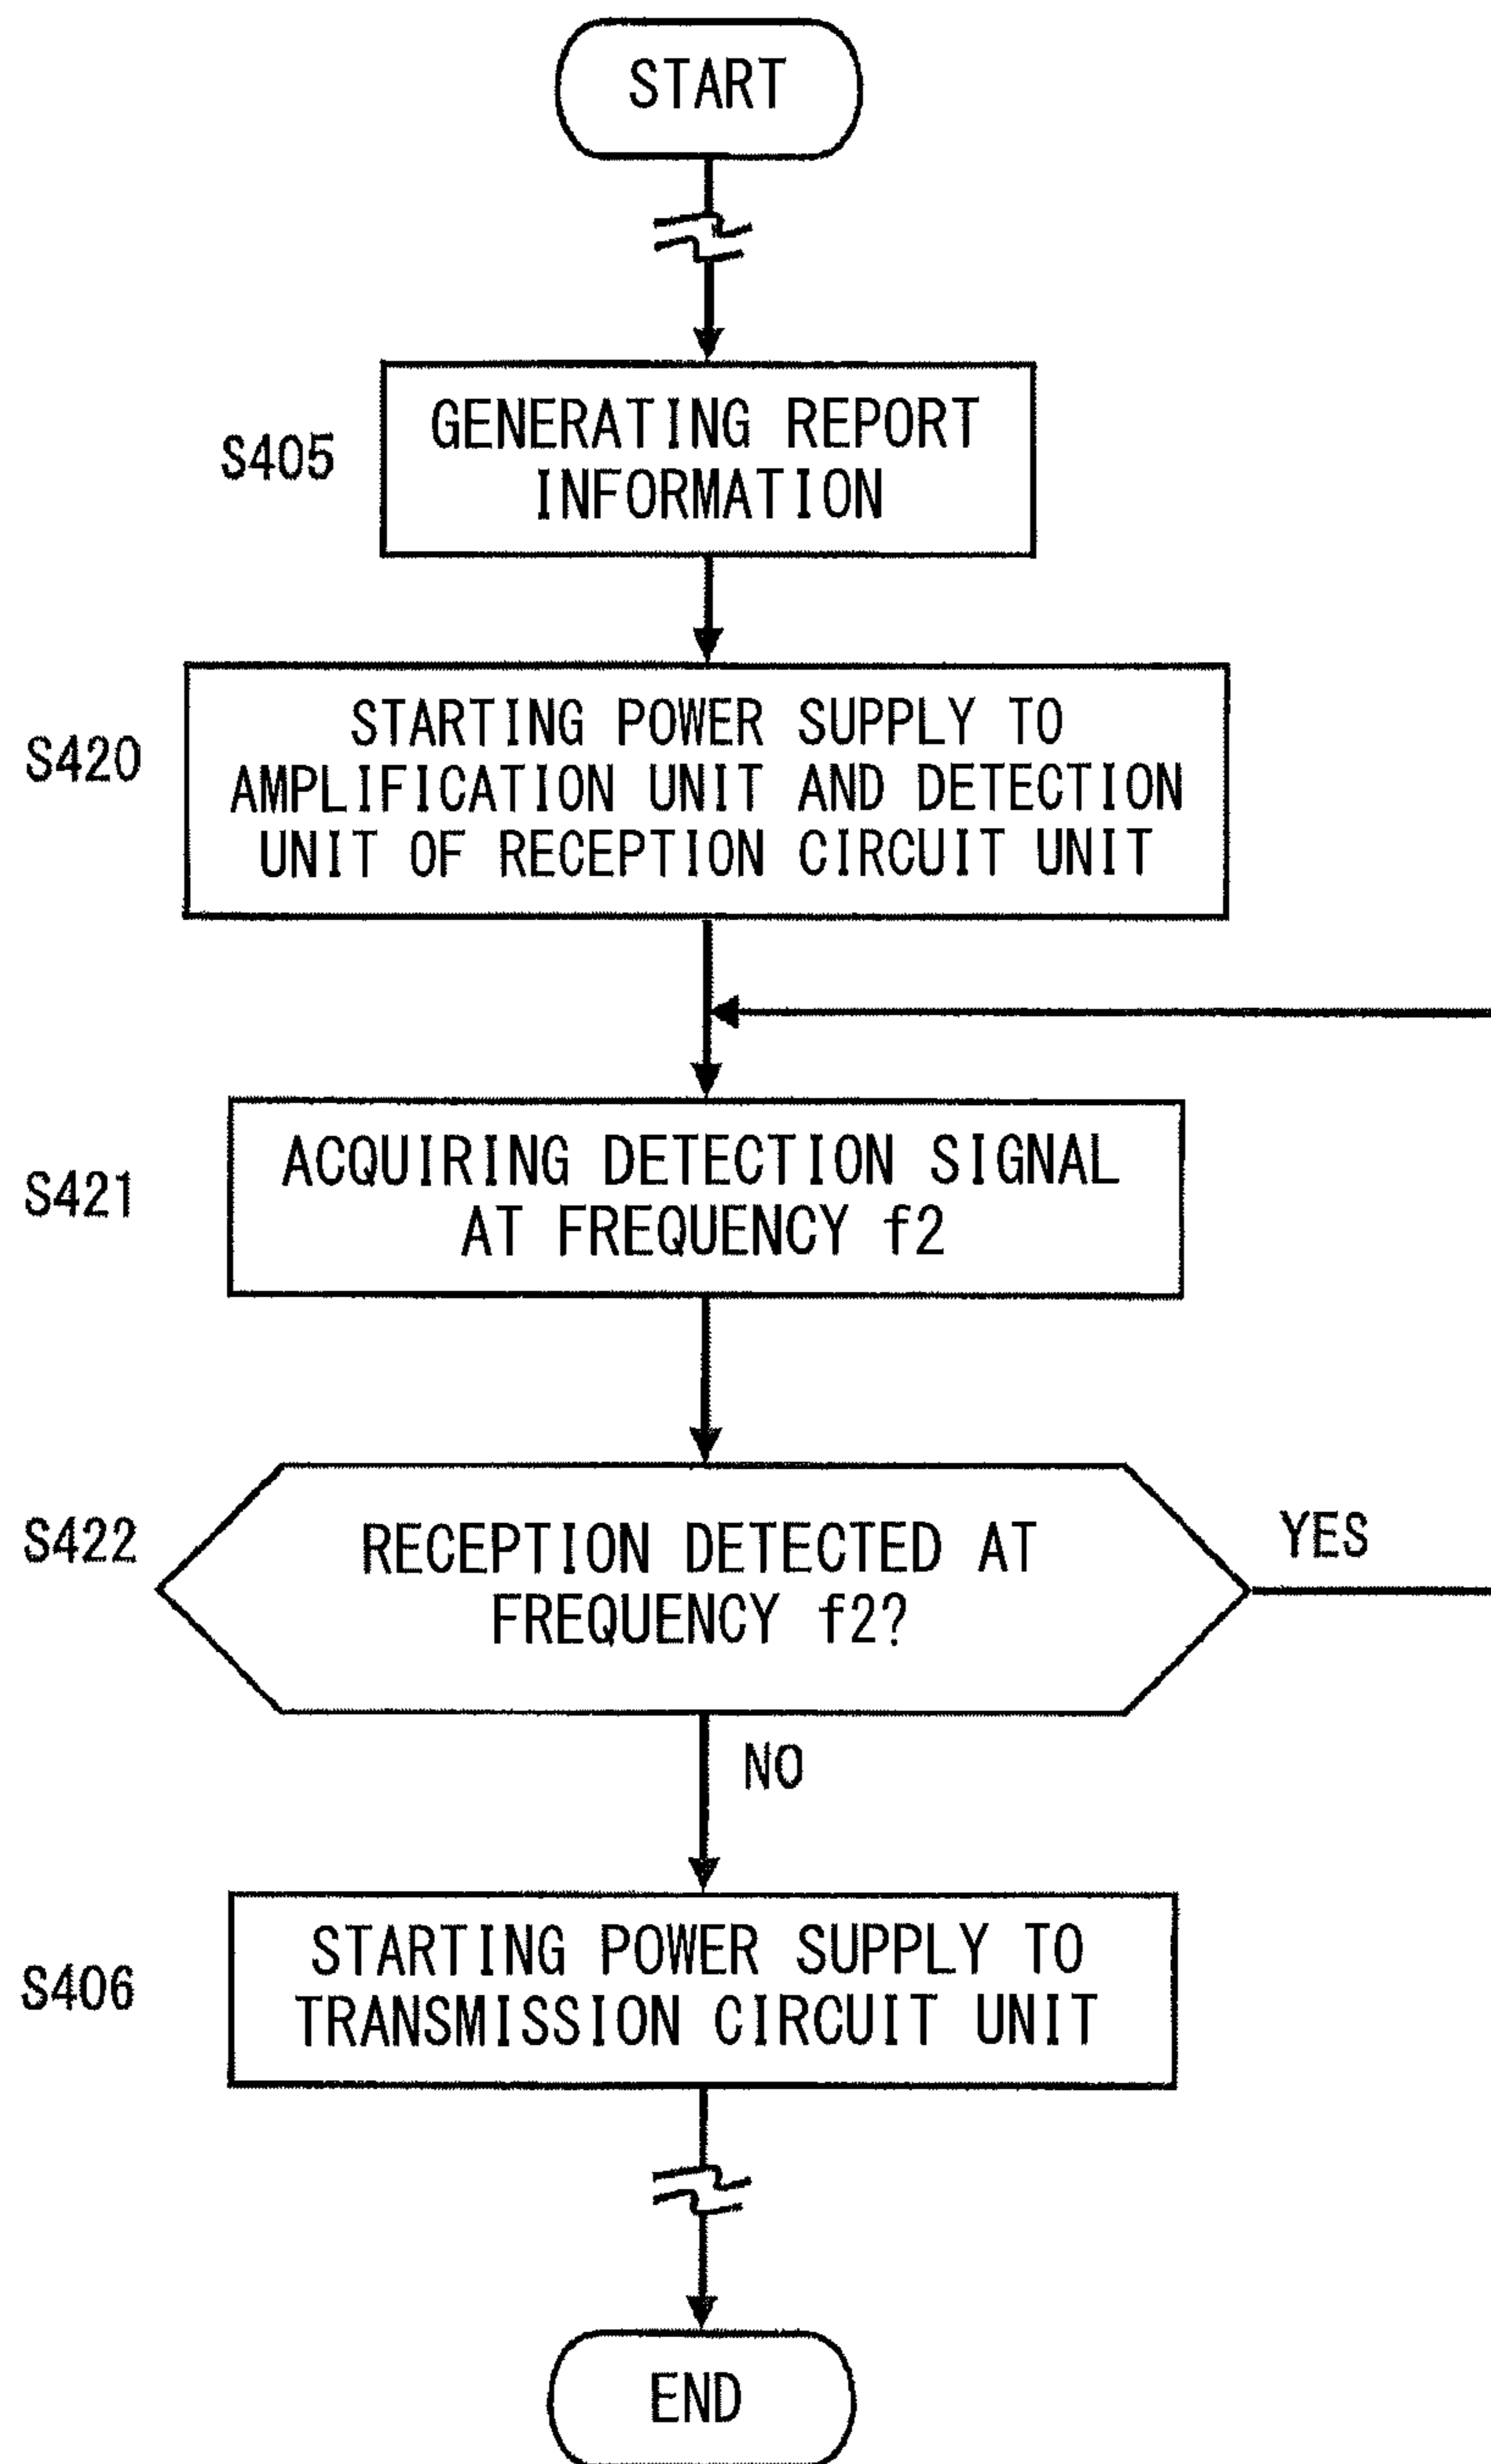 START
S405
GENERATING REPORT
INFORMATION
S420
STARTING POWER SUPPLY TO
AMPLIFICATION UNIT AND DETECTION
UNIT OF RECEPTION CIRCUIT UNIT
S421
ACQUIRING DETECTION SIGNAL
AT FREQUENCY f2
S422
RECEPTION DETECTED AT
FREQUENCY f2?
YES
NO
S406
STARTING POWER SUPPLY TO
TRANSMISSION CIRCUIT UNIT
END